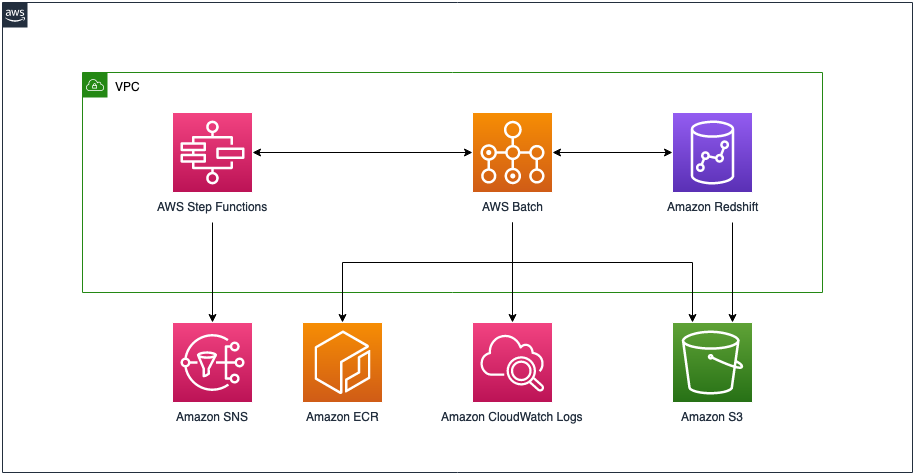 aws
VPC
AWS Step Functions
AWS Batch
Amazon Redshift
Amazon SNS
Amazon ECR
Amazon CloudWatch Logs
Amazon S3